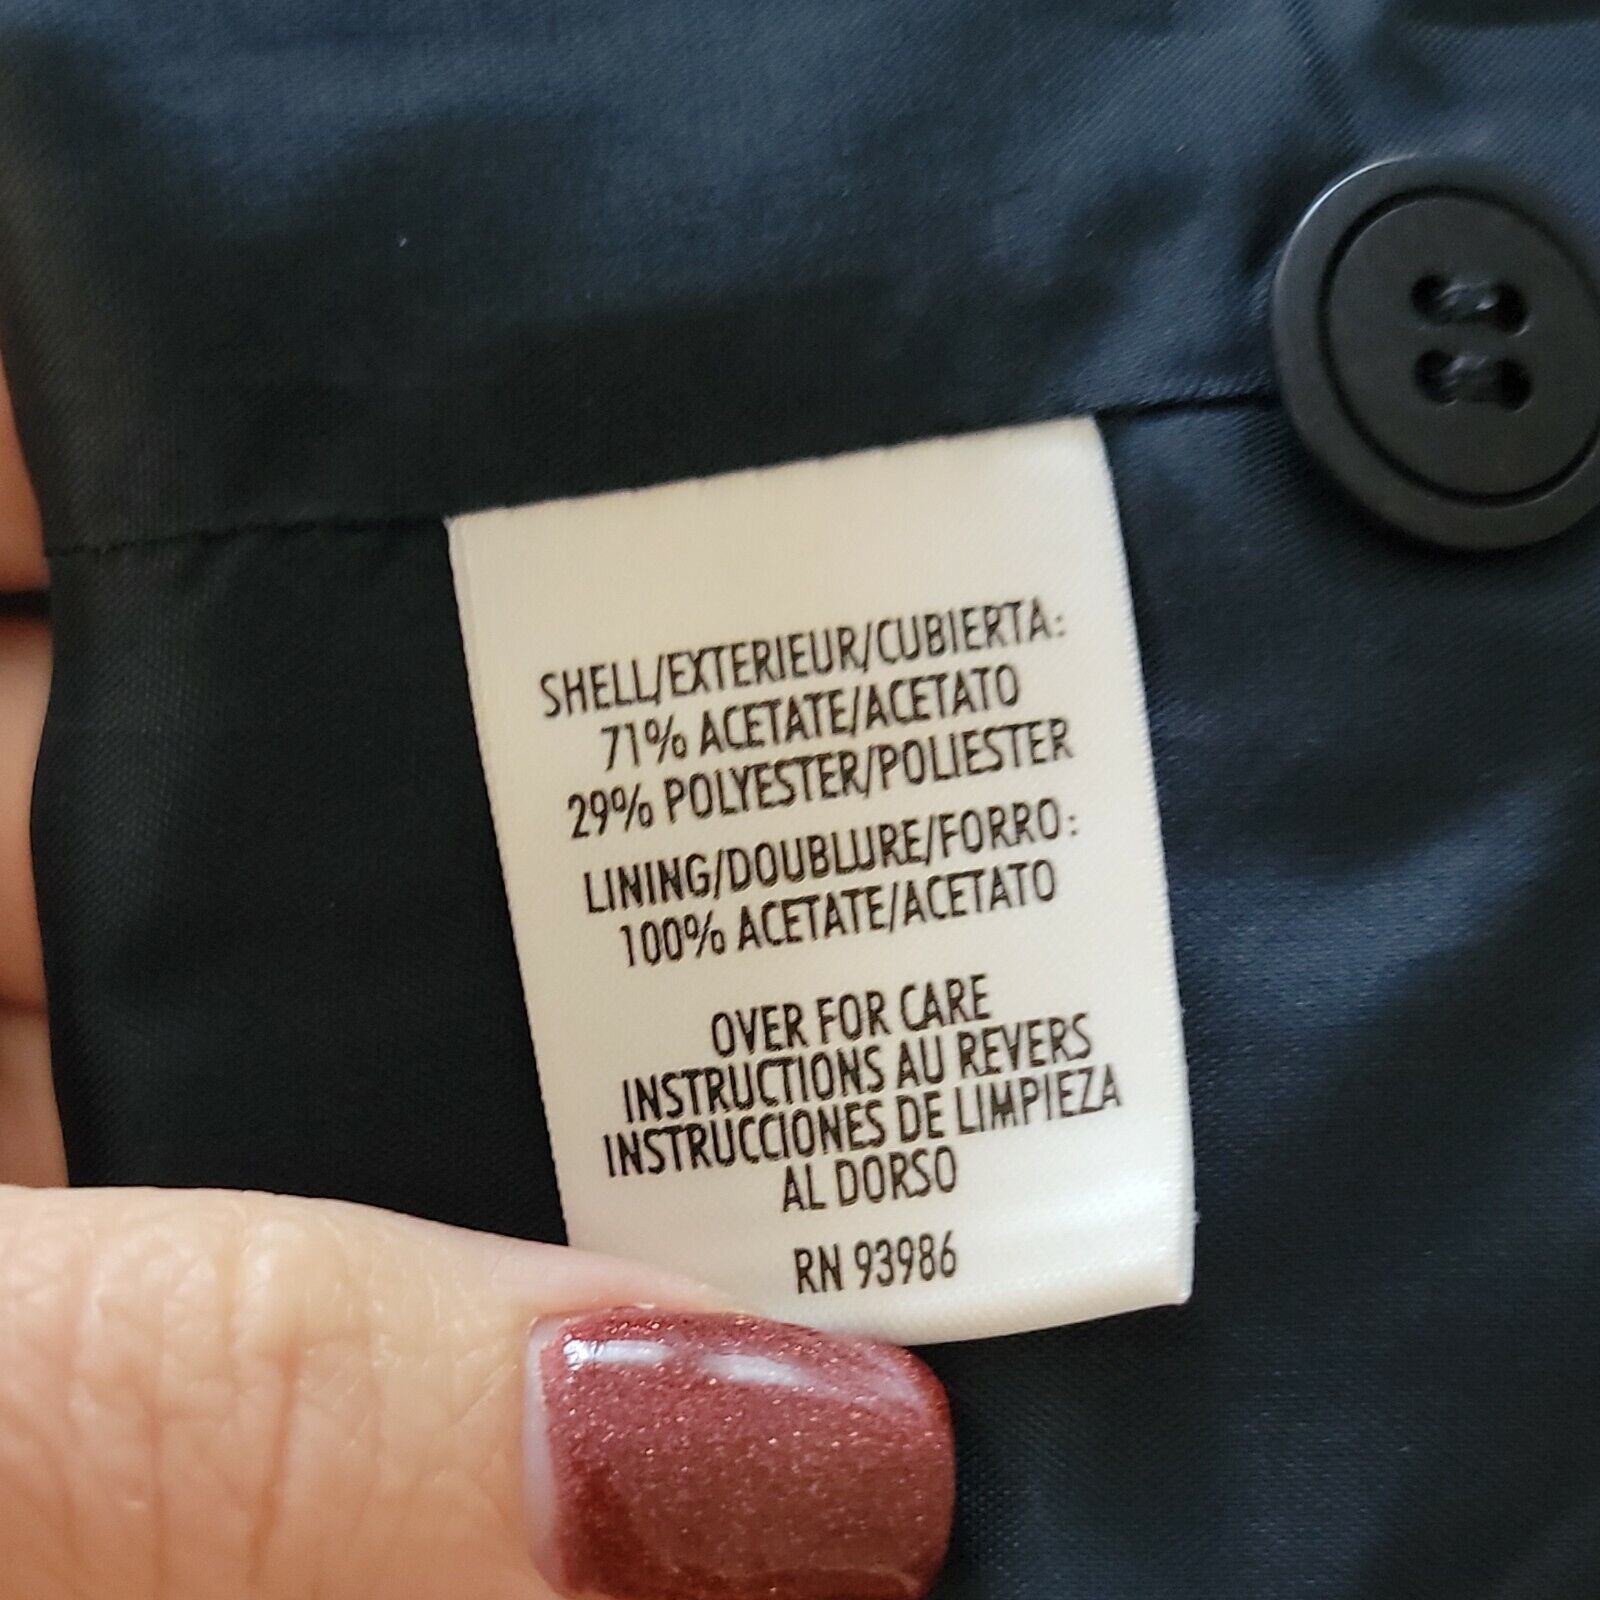 SHELL/EXTERIEUR/CUBIERTA:
71% ACETATE/ACETATO
29% POLYESTER/POLIESTER
LINING/DOUBLURE/FORRO:
100% ACETATE/ACETATO
OVER FOR CARE
INSTRUCTIONS AU REVERS
INSTRUCCIONES DE LIMPIEZA
AL DORSO
RN 93986